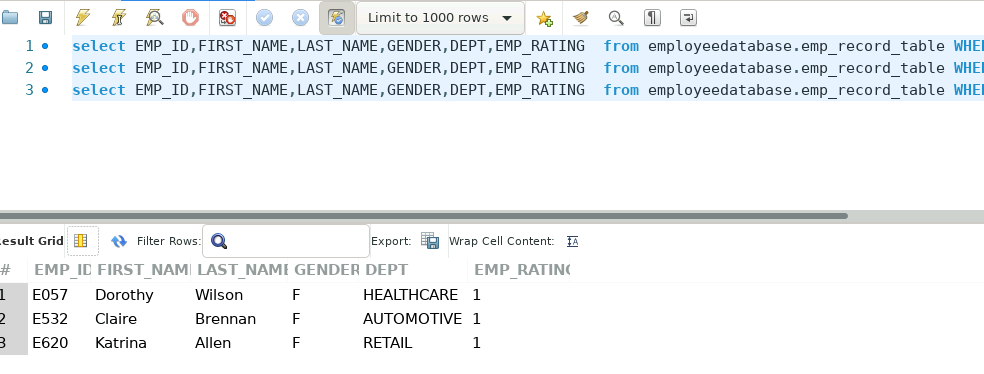 Limit to 1000 rows
1 select EMP_ID,FIRST_NAME,LAST_NAME,GENDER,DEPT,EMP_RATING  from employeedatabase.emp_record_table WHE
2 select EMP_ID,FIRST_NAME,LAST_NAME,GENDER,DEPT,EMP_RATING  from employeedatabase.emp_record_table WHE
3 select EMP_ID,FIRST_NAME,LAST_NAME,GENDER,DEPT,EMP_RATING  from employeedatabase.emp_record_table WHE
esult Grid Filter Rows: Export: Wrap Cell Content:
# EMP_ID FIRST_NAM LAST_NAME GENDER DEPT EMP_RATING
1 E057 Dorothy Wilson F HEALTHCARE 1
2 E532 Claire Brennan F AUTOMOTIVE 1
3 E620 Katrina Allen F RETAIL 1